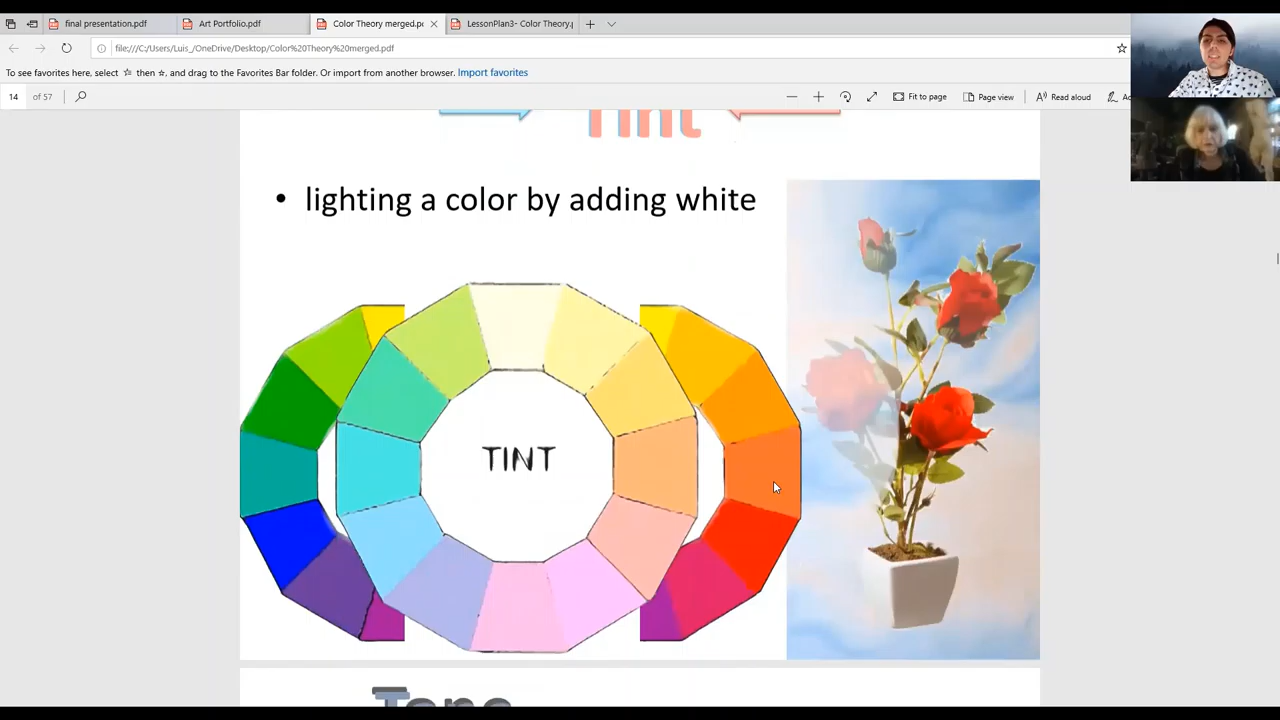 final presentation.pdf
Art Portfolio.pdf
Color Theory merged.pd
LessonPlan3- Color Theory.p
file:///C:/Users/Luis_/OneDrive/Desktop/Color%20Theory%20merged.pdf
To see favorites here, select then, and drag to the Favorites Bar folder. Or import from another browser. Import favorites
14 of 57
Fit to page
Page view
Read aloud
Tint
• lighting a color by adding white
TINT
Tone